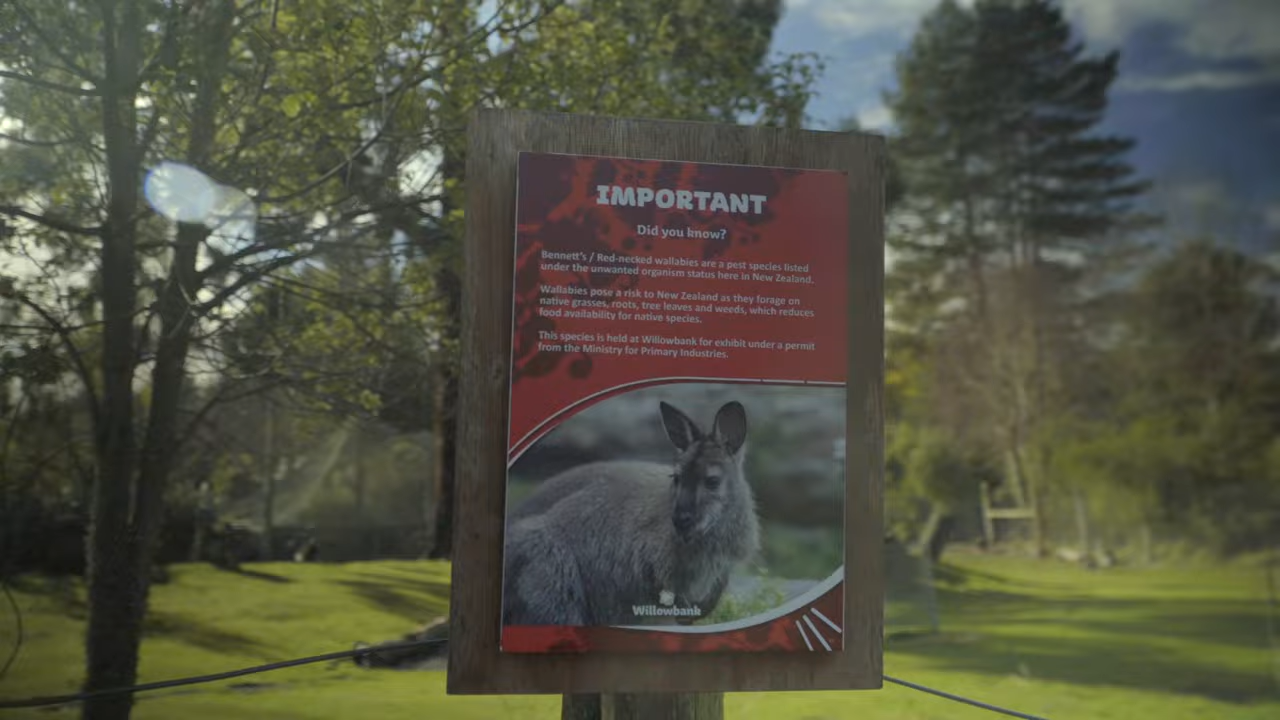 IMPORTANT
Did you know?
Bennett's / Red-necked wallabies are a pest species listed
under the unwanted organism status here in New Zealand.
Wallabies pose a risk to New Zealand as they forage on
native grasses, roots, tree leaves and weeds, which reduces
food availability for native species.
This species is held at Willowbank for exhibit under a permit
from the Ministry for Primary Industries.
Willowbank